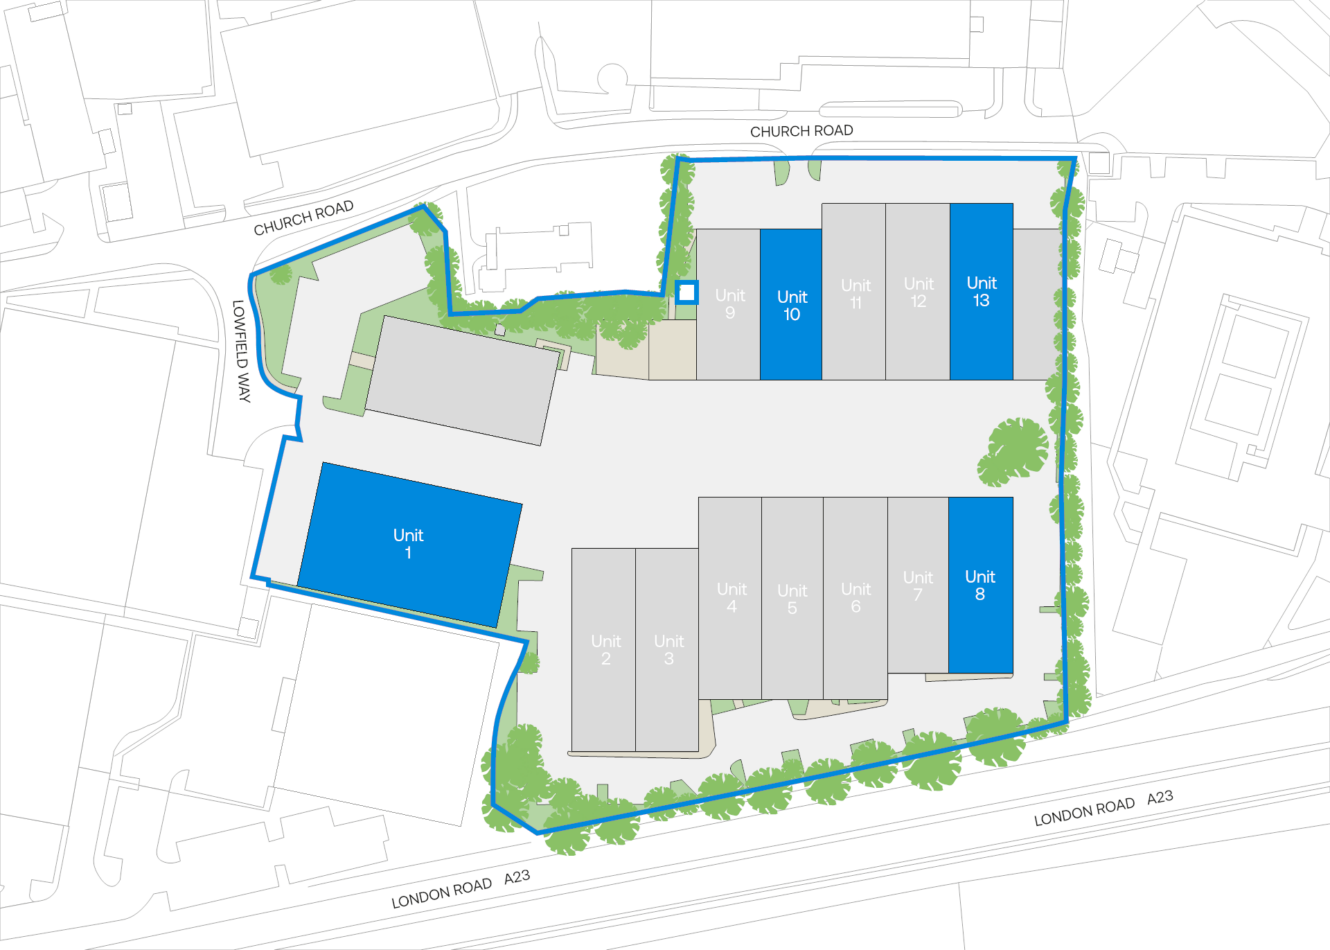 CHURCH ROAD
CHURCH ROAD
LOWFIELD WAY
Unit
9
Unit
10
Unit
11
Unit
12
Unit
13
Unit
1
Unit
2
Unit
3
Unit
4
Unit
5
Unit
6
Unit
7
Unit
8
LONDON ROAD A23
LONDON ROAD A23